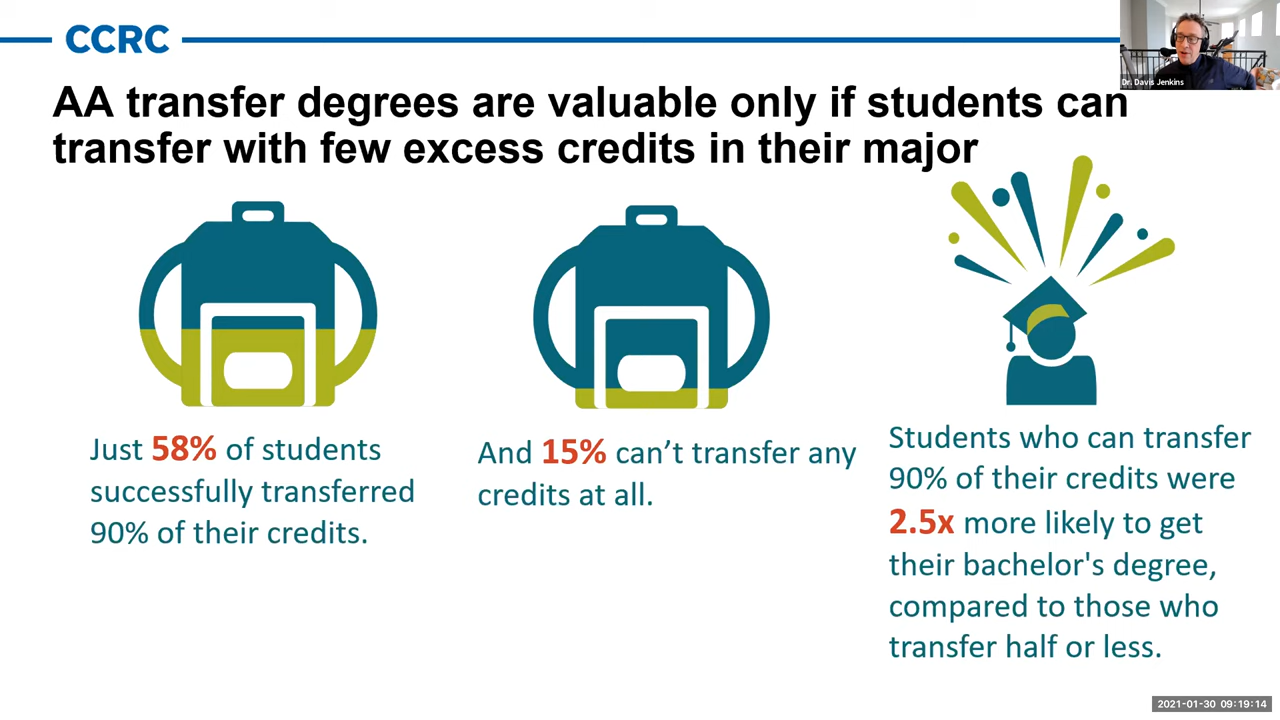 CCRC
Dr. Davis Jenkins
AA transfer degrees are valuable only if students can
transfer with few excess credits in their major
Just 58% of students
successfully transferred
90% of their credits.
And 15% can’t transfer any
credits at all.
Students who can transfer
90% of their credits were
2.5x more likely to get
their bachelor's degree,
compared to those who
transfer half or less.
2021-01-30 09:19:14